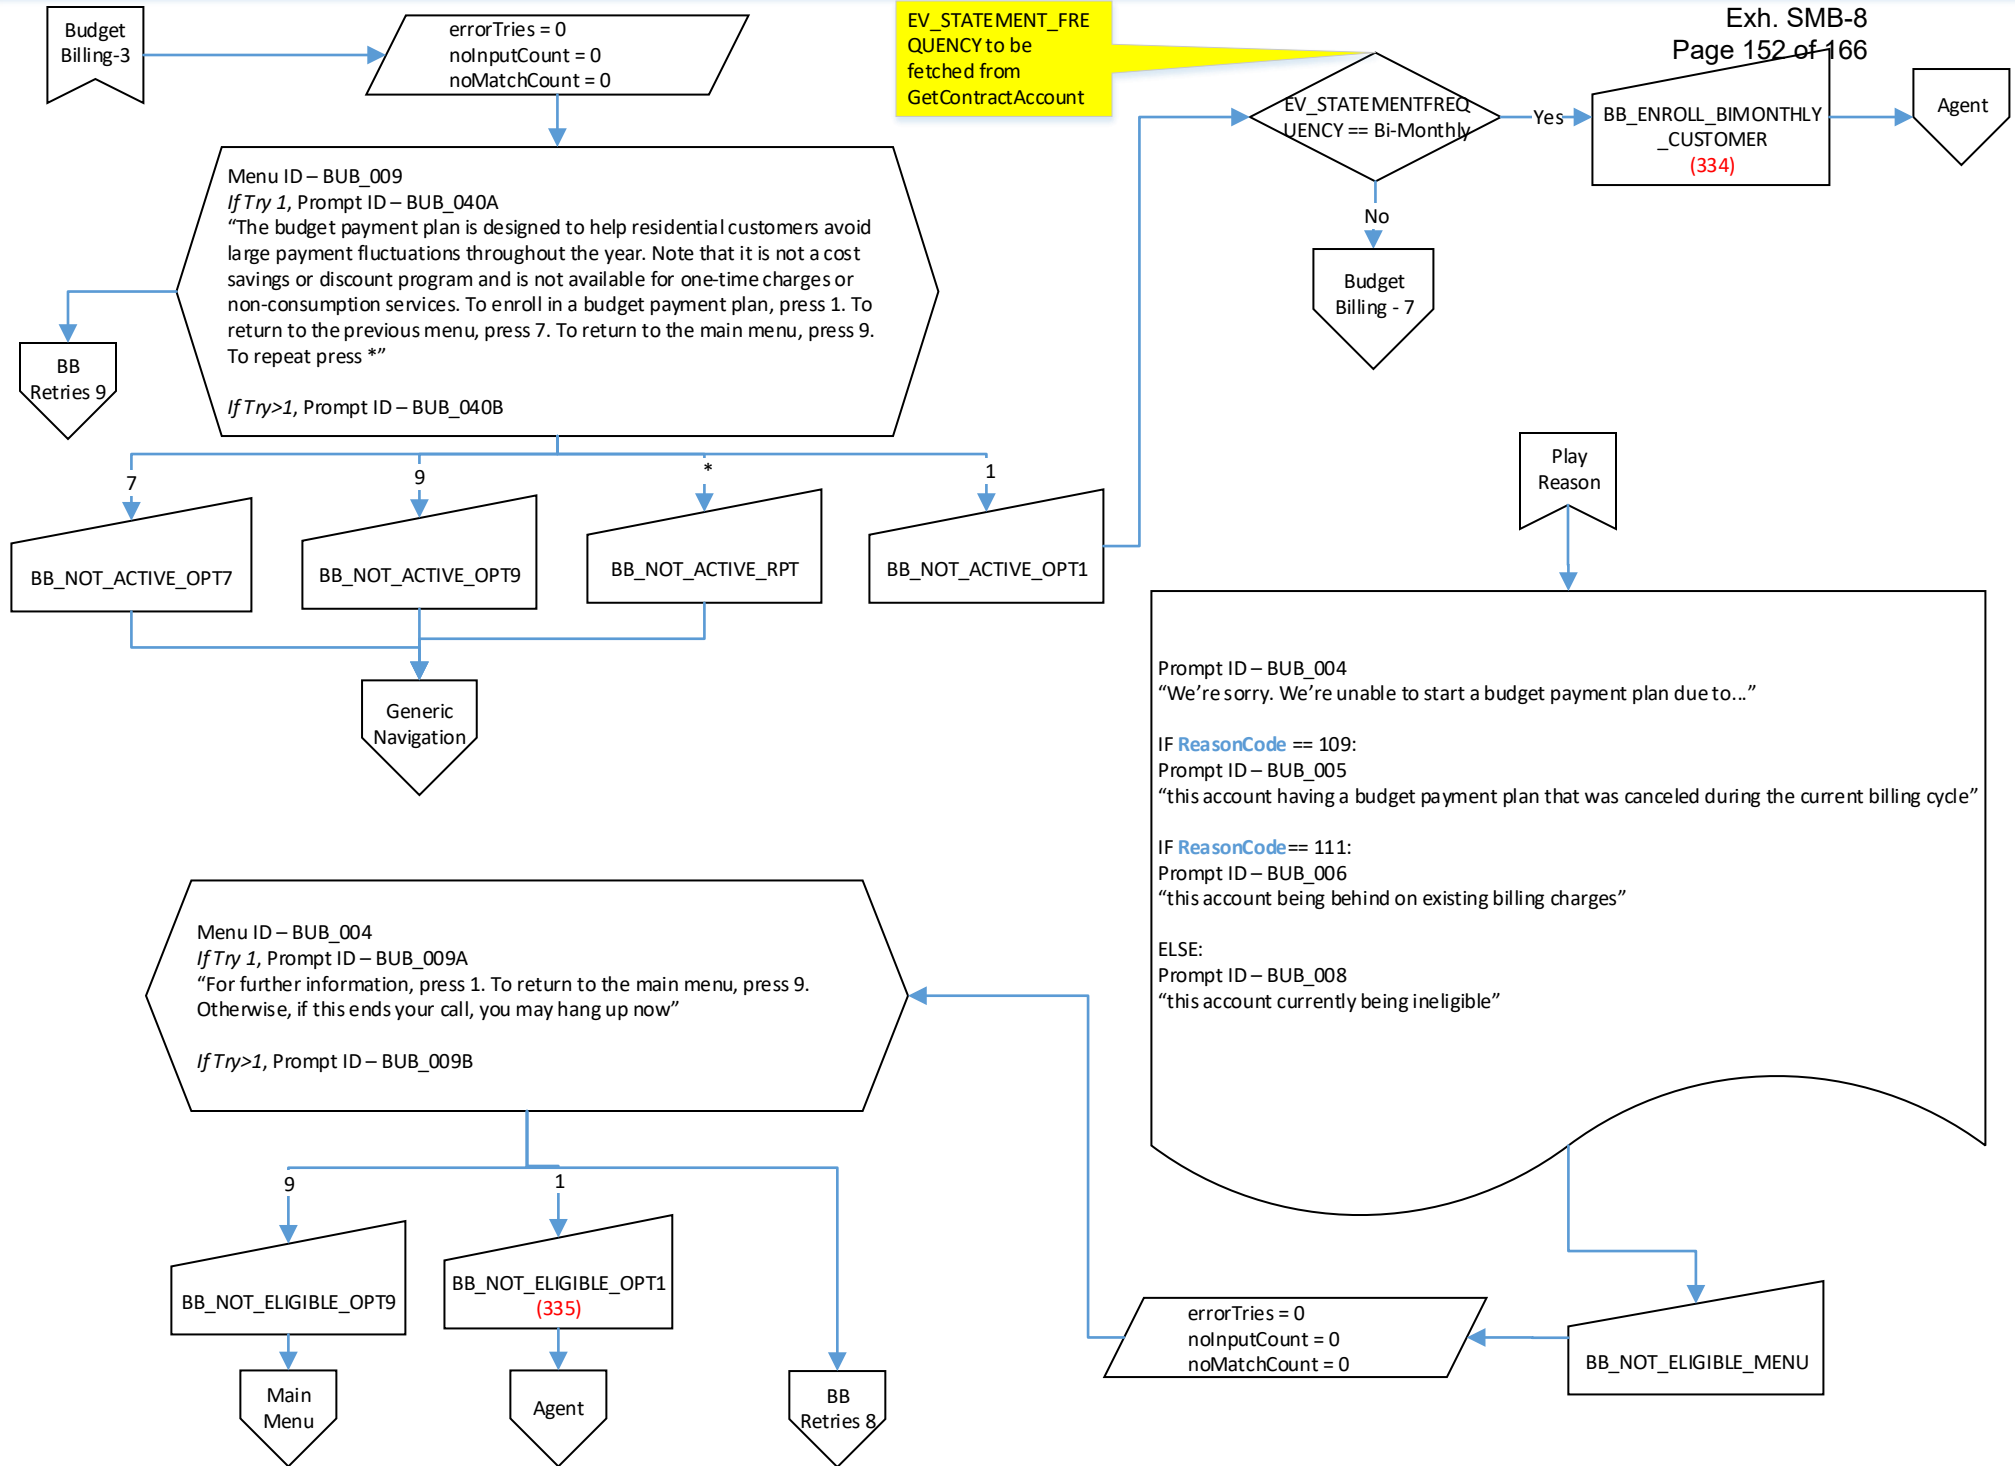 Exh. SMB-8
Page 152 of 166
Budget
Billing-3
errorTries = 0
noInputCount = 0
noMatchCount = 0
EV_STATEMENT_FRE
QUENCY to be
fetched from
GetContractAccount
EV_STATEMENTFREQ
UENCY == Bi-Monthly
Yes
BB_ENROLL_BIMONTHLY
_CUSTOMER
(334)
Agent
No
Budget
Billing - 7
Menu ID – BUB_009
If Try 1, Prompt ID – BUB_040A
“The budget payment plan is designed to help residential customers avoid
large payment fluctuations throughout the year. Note that it is not a cost
savings or discount program and is not available for one-time charges or
non-consumption services. To enroll in a budget payment plan, press 1. To
return to the previous menu, press 7. To return to the main menu, press 9.
To repeat press *”
If Try>1, Prompt ID – BUB_040B
BB
Retries 9
7
9
*
1
BB_NOT_ACTIVE_OPT7
BB_NOT_ACTIVE_OPT9
BB_NOT_ACTIVE_RPT
BB_NOT_ACTIVE_OPT1
Generic
Navigation
Play
Reason
Prompt ID – BUB_004
“We’re sorry. We’re unable to start a budget payment plan due to...”
IF ReasonCode == 109:
Prompt ID – BUB_005
“this account having a budget payment plan that was canceled during the current billing cycle”
IF ReasonCode== 111:
Prompt ID – BUB_006
“this account being behind on existing billing charges”
ELSE:
Prompt ID – BUB_008
“this account currently being ineligible”
Menu ID – BUB_004
If Try 1, Prompt ID – BUB_009A
“For further information, press 1. To return to the main menu, press 9.
Otherwise, if this ends your call, you may hang up now”
If Try>1, Prompt ID – BUB_009B
9
1
BB_NOT_ELIGIBLE_OPT9
BB_NOT_ELIGIBLE_OPT1
(335)
errorTries = 0
noInputCount = 0
noMatchCount = 0
BB_NOT_ELIGIBLE_MENU
Main
Menu
Agent
BB
Retries 8